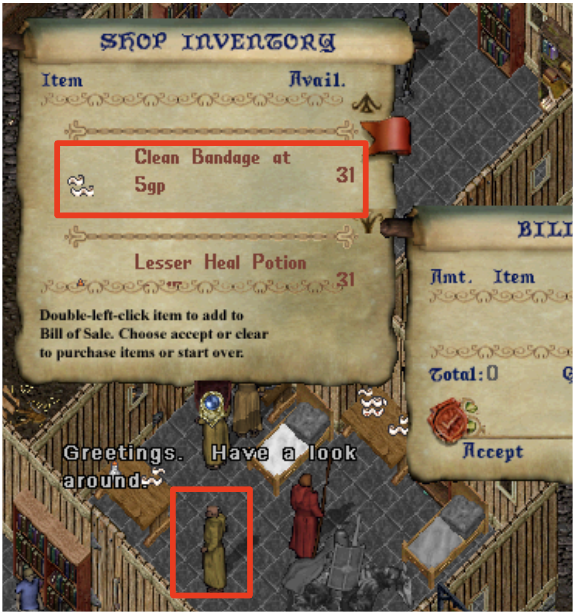 SHOP INVENTORY
Item Avail.
Clean Bandage at
5gp 31
Lesser Heal Potion
31
Double-left-click item to add to
Bill of Sale. Choose accept or clear
to purchase items or start over.
BILL
Amt. Item
Total:0
Accept
Greetings. Have a look
around.